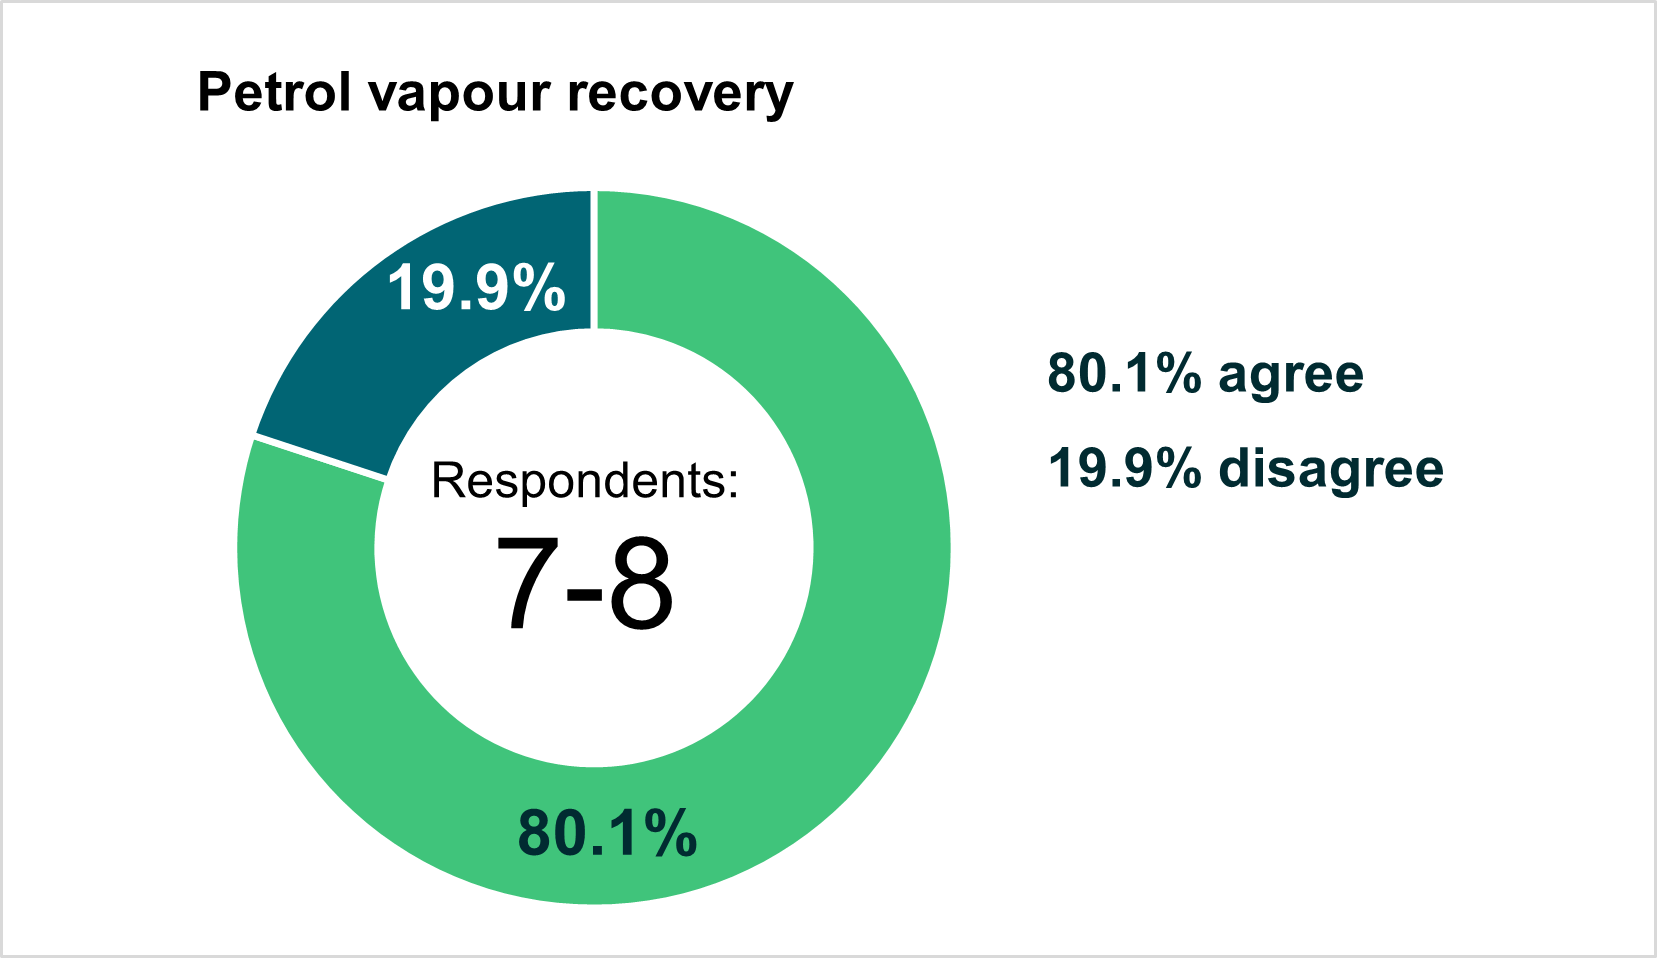 Petrol vapour recovery
19.9%
80.1% agree
19.9% disagree
Respondents:
7-8
80.1%